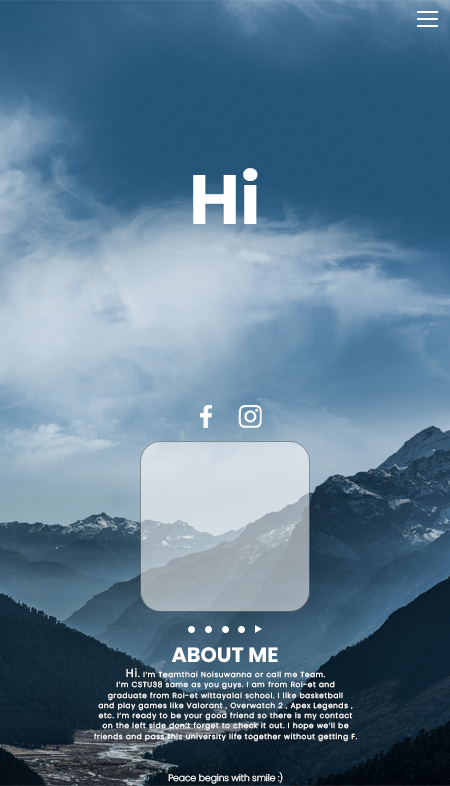 Hi
ABOUT ME
Hi. I'm Teamthai Noisuwanna or call me Team.
I'm CSTU38 same as you guys. I am from Roi-et and
graduate from Roi-et wittayalai school. I like basketball
and play games like Valorant , Overwatch 2 , Apex Legends ,
etc. I'm ready to be your good friend so there is my contact
on the left side don't forget to check it out. I hope we'll be
friends and pass this university life together without getting F.
Peace begins with smile :)